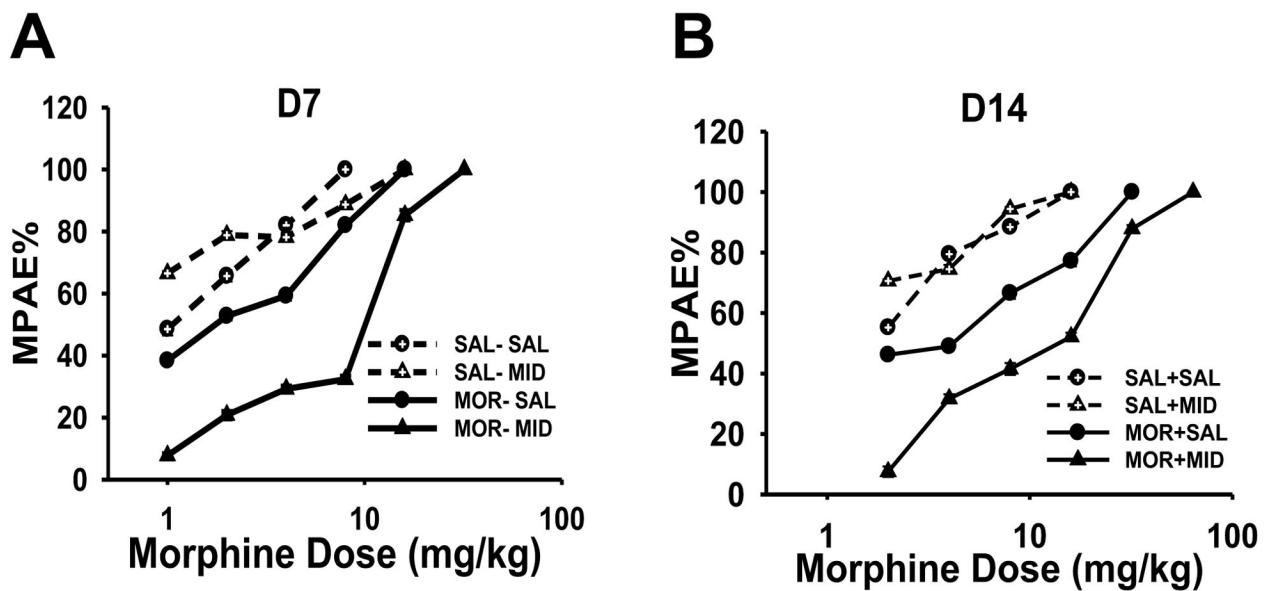 A
D7
MPAE%
120
100
80
60
40
20
0
SAL- SAL
SAL- MID
MOR- SAL
MOR- MID
1
10
100
Morphine Dose (mg/kg)
B
D14
MPAE%
120
100
80
60
40
20
0
SAL+SAL
SAL+MID
MOR+SAL
MOR+MID
1
10
100
Morphine Dose (mg/kg)